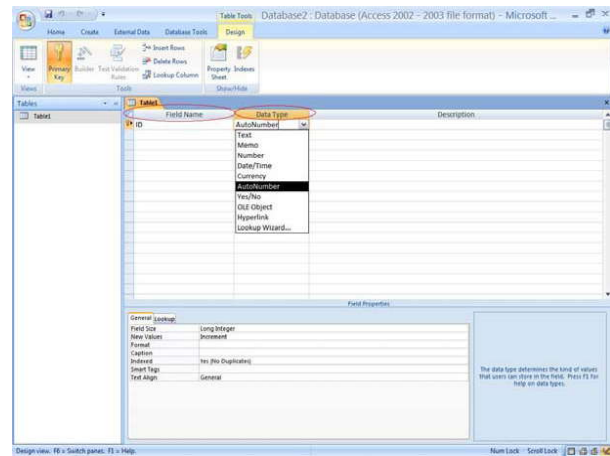 Table Tools Database2 : Database (Access 2002 - 2003 file format) - Microsoft ...
Home Create External Data Database Tools Design
View Primary Key Builder Test Validation Rules Insert Rows Delete Rows Lookup Column Property Sheet Indexes
Views Tools Show/Hide
Tables Table1
Table1 Field Name Data Type Description
ID AutoNumber
Text
Memo
Number
Date/Time
Currency
AutoNumber
Yes/No
OLE Object
Hyperlink
Lookup Wizard...
Field Properties
General Lookup
Field Size Long Integer
New Values Increment
Format
Caption
Indexed Yes (No Duplicates)
Smart Tags
Text Align General
The data type determines the kind of values
that users can store in the field. Press F1 for
help on data types.
Design view. F6 = Switch panes. F1 = Help. Num Lock Scroll Lock